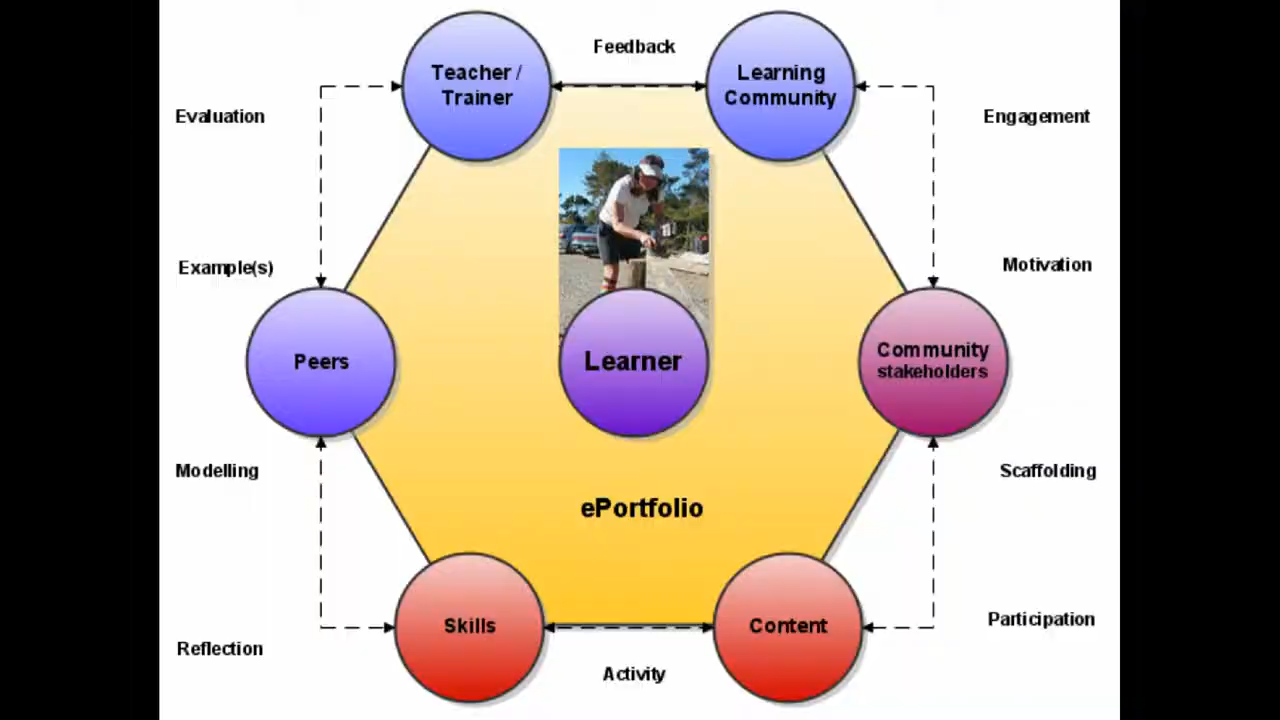 Feedback
Teacher /
Trainer
Learning
Community
Evaluation
Engagement
Example(s)
Motivation
Peers
Learner
Community
stakeholders
Modelling
Scaffolding
ePortfolio
Skills
Content
Participation
Reflection
Activity